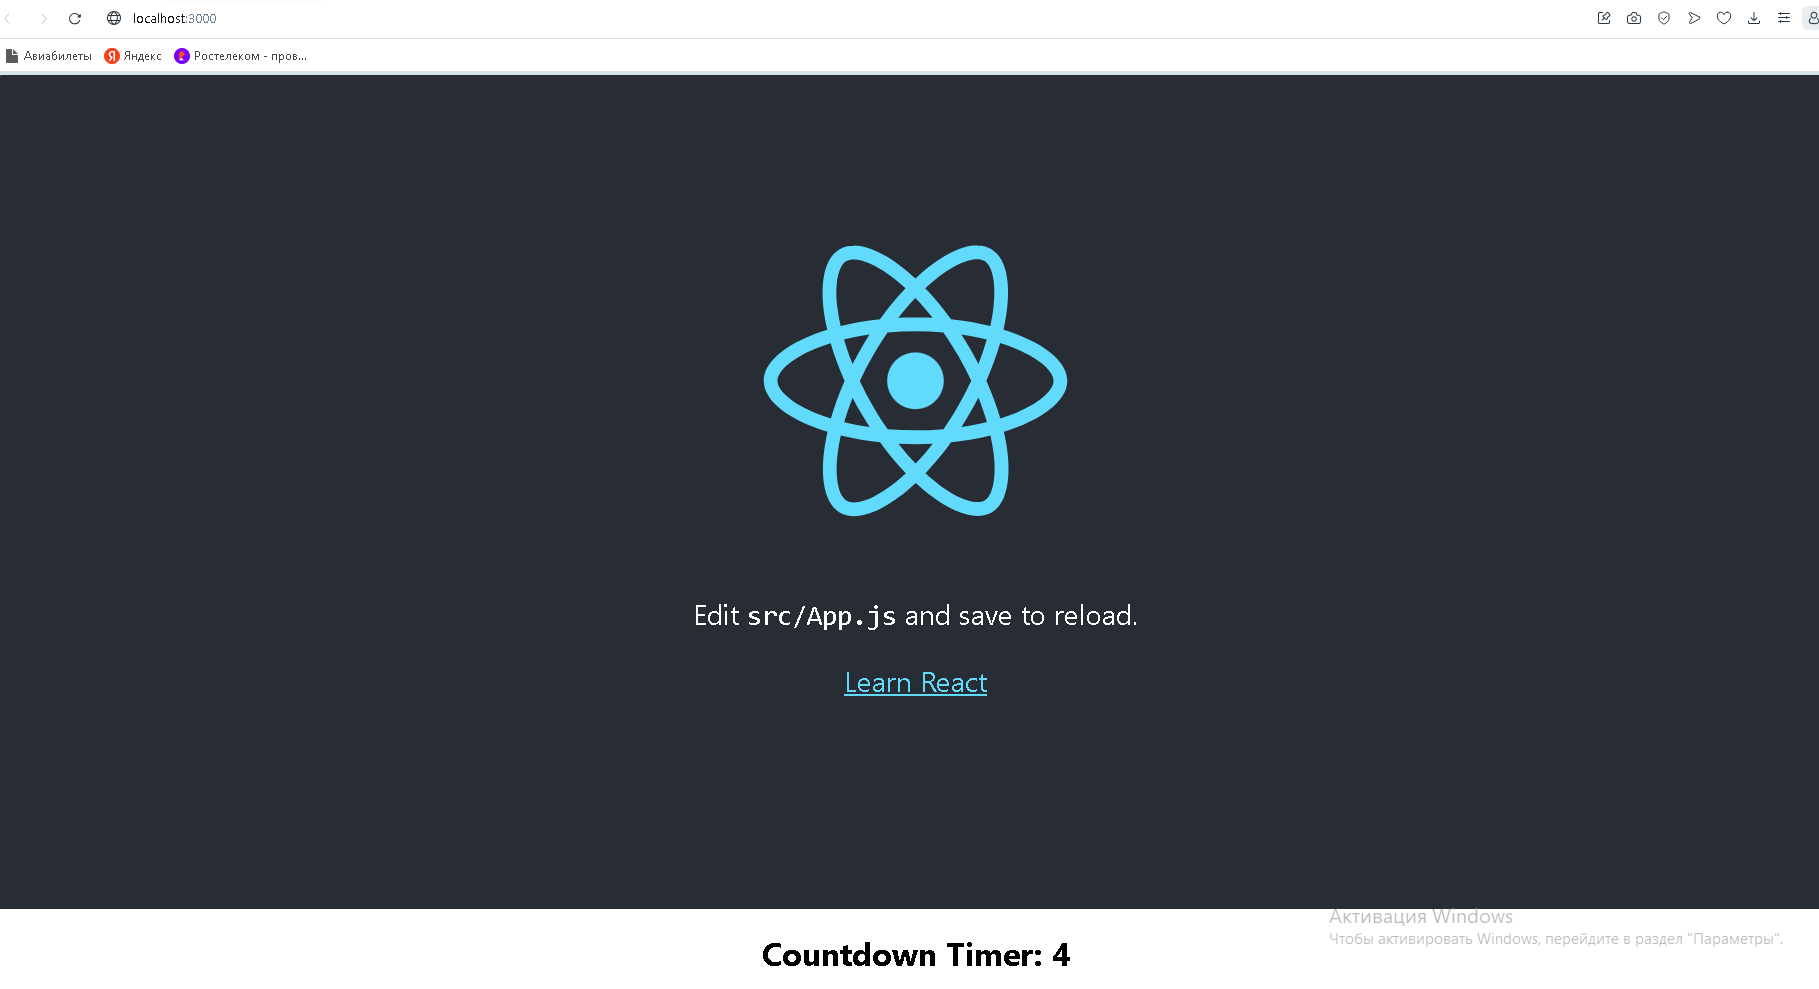 localhost:3000
Авиабилеты
Яндекс
Ростелеком - пров...
Edit src/App.js and save to reload.
Learn React
Активация Windows
Чтобы активировать Windows, перейдите в раздел "Параметры".
Countdown Timer: 4